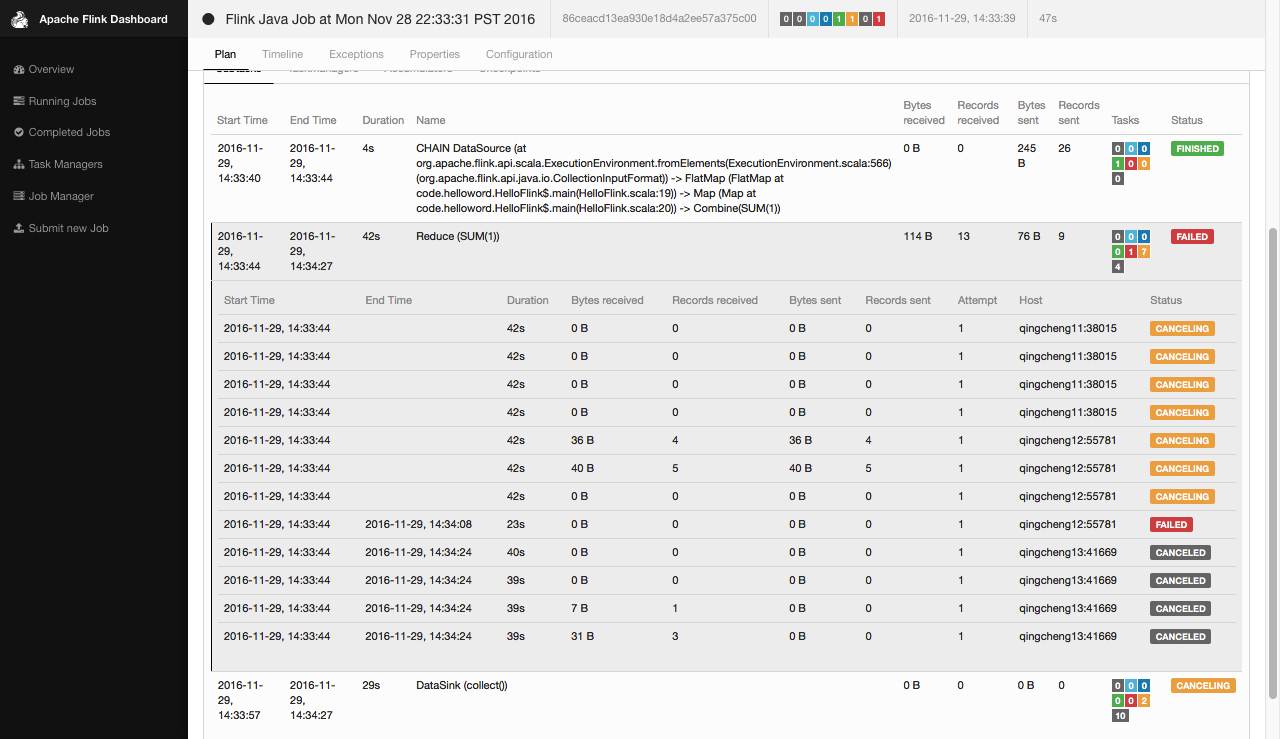 Apache Flink Dashboard
Overview
Running Jobs
Completed Jobs
Task Managers
Job Manager
Submit new Job
Flink Java Job at Mon Nov 28 22:33:31 PST 2016 86ceacd13ea930e18d4a2ee57a375c00 0 0 0 0 1 1 0 1 2016-11-29, 14:33:39 47s
Plan Timeline Exceptions Properties Configuration
Subtasks TaskManagers Accumulators Checkpoints
Start Time End Time Duration Name Bytes received Records received Bytes sent Records sent Tasks Status
2016-11- 2016-11- 4s CHAIN DataSource (at 0 B 0 245 26 0 0 0 FINISHED
29, 29, org.apache.flink.api.scala.ExecutionEnvironment.fromElements(ExecutionEnvironment.scala:566) B 1 0 0
14:33:40 14:33:44 (org.apache.flink.api.java.io.CollectionInputFormat)) -> FlatMap (FlatMap at 0
code.helloword.HelloFlink$.main(HelloFlink.scala:19)) -> Map (Map at
code.helloword.HelloFlink$.main(HelloFlink.scala:20)) -> Combine(SUM(1))
2016-11- 2016-11- 42s Reduce (SUM(1)) 114 B 13 76 B 9 0 0 0 FAILED
29, 29, 0 1 7
14:33:44 14:34:27 4
Start Time End Time Duration Bytes received Records received Bytes sent Records sent Attempt Host Status
2016-11-29, 14:33:44 42s 0 B 0 0 B 0 1 qingcheng11:38015 CANCELING
2016-11-29, 14:33:44 42s 0 B 0 0 B 0 1 qingcheng11:38015 CANCELING
2016-11-29, 14:33:44 42s 0 B 0 0 B 0 1 qingcheng11:38015 CANCELING
2016-11-29, 14:33:44 42s 0 B 0 0 B 0 1 qingcheng11:38015 CANCELING
2016-11-29, 14:33:44 42s 36 B 4 36 B 4 1 qingcheng12:55781 CANCELING
2016-11-29, 14:33:44 42s 40 B 5 40 B 5 1 qingcheng12:55781 CANCELING
2016-11-29, 14:33:44 42s 0 B 0 0 B 0 1 qingcheng12:55781 CANCELING
2016-11-29, 14:33:44 2016-11-29, 14:34:08 23s 0 B 0 0 B 0 1 qingcheng12:55781 FAILED
2016-11-29, 14:33:44 2016-11-29, 14:34:24 40s 0 B 0 0 B 0 1 qingcheng13:41669 CANCELED
2016-11-29, 14:33:44 2016-11-29, 14:34:24 39s 0 B 0 0 B 0 1 qingcheng13:41669 CANCELED
2016-11-29, 14:33:44 2016-11-29, 14:34:24 39s 7 B 1 0 B 0 1 qingcheng13:41669 CANCELED
2016-11-29, 14:33:44 2016-11-29, 14:34:24 39s 31 B 3 0 B 0 1 qingcheng13:41669 CANCELED
2016-11- 2016-11- 29s DataSink (collect()) 0 B 0 0 B 0 0 0 0 CANCELING
29, 29, 0 0 2
14:33:57 14:34:27 10